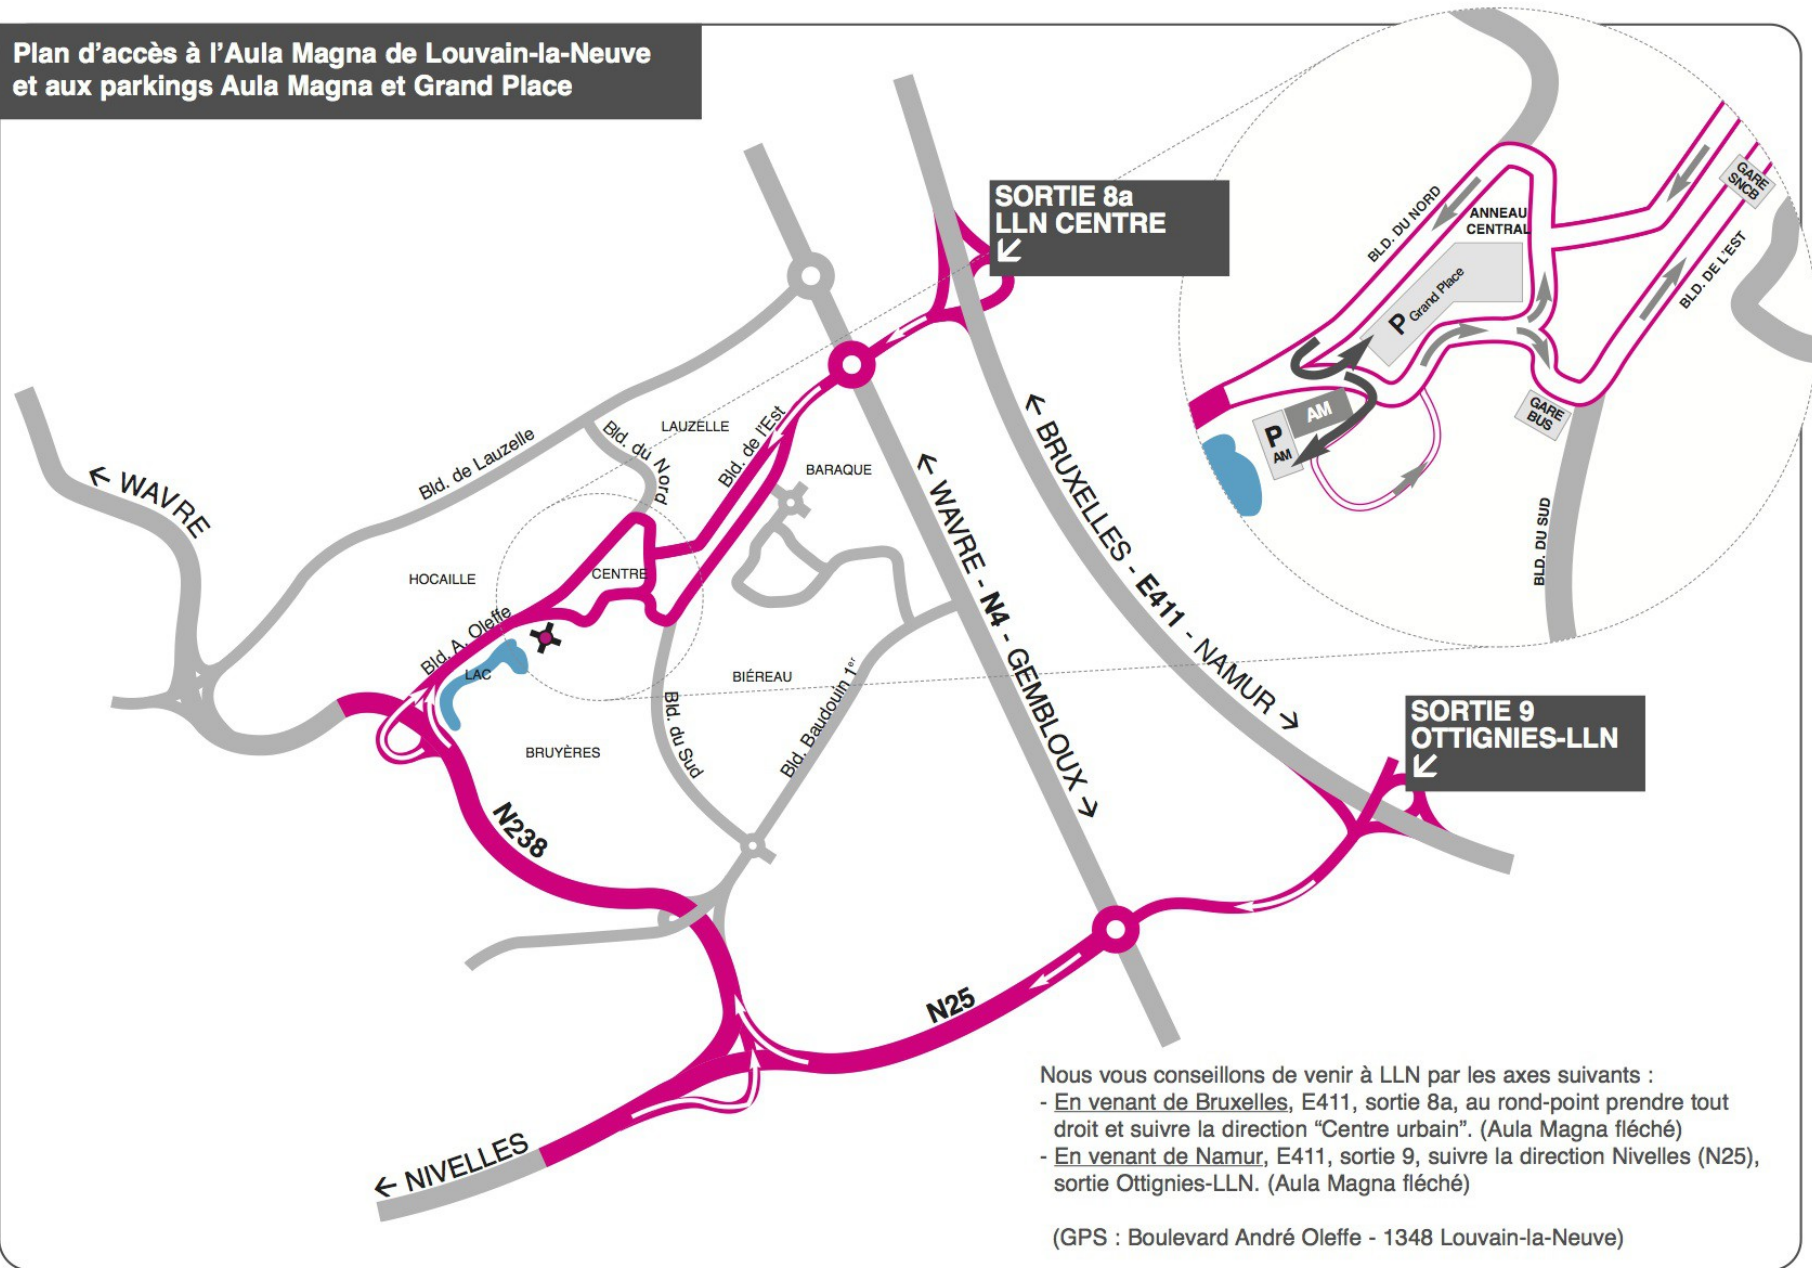 Plan d'accès à l'Aula Magna de Louvain-la-Neuve
et aux parkings Aula Magna et Grand Place
SORTIE 8a
LLN CENTRE
BLD. DU NORD
ANNEAU
CENTRAL
GARE
SNCB
BLD. DE L'EST
P Grand Place
AM
P
AM
GARE
BUS
BLD. DU SUD
← WAVRE
Bld. de Lauzelle
Bld. du Nord
LAUZELLE
Bld. de l'Est
BARAQUE
← BRUXELLES - E411 - NAMUR →
← WAVRE - N4 - GEMBLOUX →
HOCAILLE
CENTRE
Bld. A. Oleffe
LAC
BIÉREAU
Bld. du Sud
Bld. Baudouin 1er
BRUYÈRES
SORTIE 9
OTTIGNIES-LLN
N238
N25
← NIVELLES
Nous vous conseillons de venir à LLN par les axes suivants :
- En venant de Bruxelles, E411, sortie 8a, au rond-point prendre tout
droit et suivre la direction “Centre urbain”. (Aula Magna fléché)
- En venant de Namur, E411, sortie 9, suivre la direction Nivelles (N25),
sortie Ottignies-LLN. (Aula Magna fléché)
(GPS : Boulevard André Oleffe - 1348 Louvain-la-Neuve)